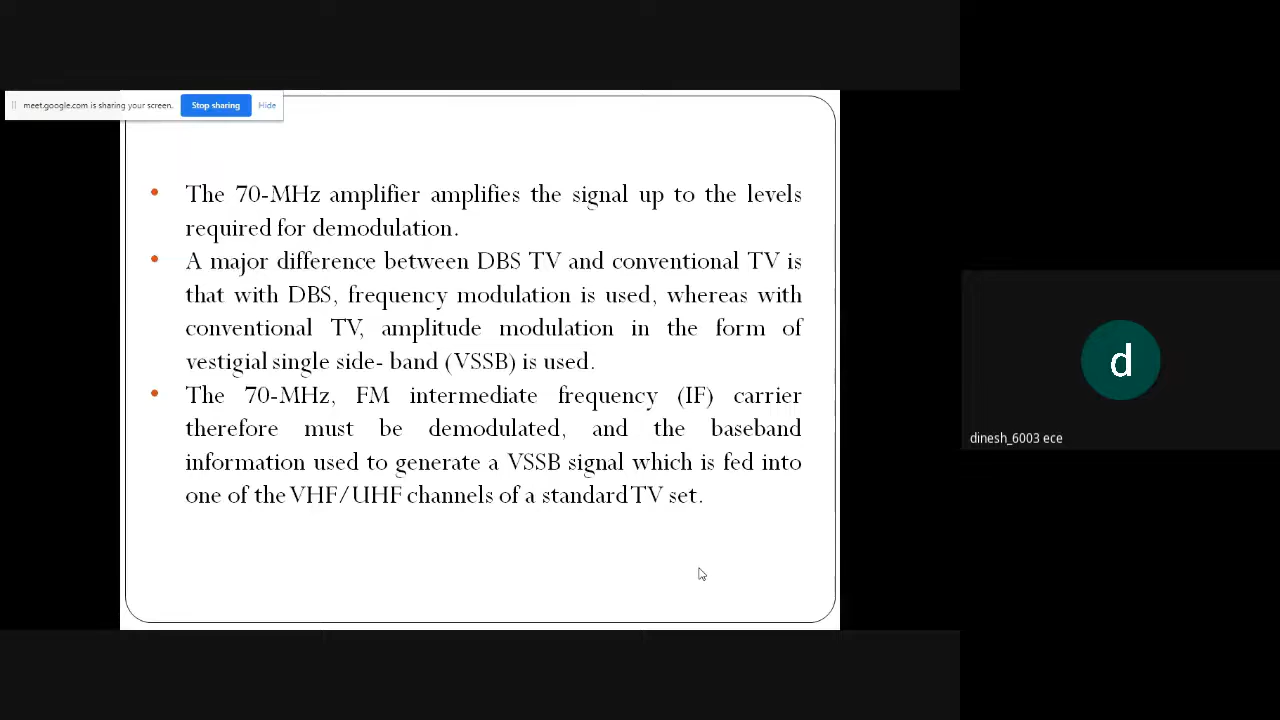 meet.google.com is sharing your screen. Stop sharing Hide
The 70-MHz amplifier amplifies the signal up to the levels
required for demodulation.
A major difference between DBS TV and conventional TV is
that with DBS, frequency modulation is used, whereas with
conventional TV, amplitude modulation in the form of
vestigial single side- band (VSSB) is used.
The 70-MHz, FM intermediate frequency (IF) carrier
therefore must be demodulated, and the baseband
information used to generate a VSSB signal which is fed into
one of the VHF/UHF channels of a standard TV set.
d
dinesh_6003 ece